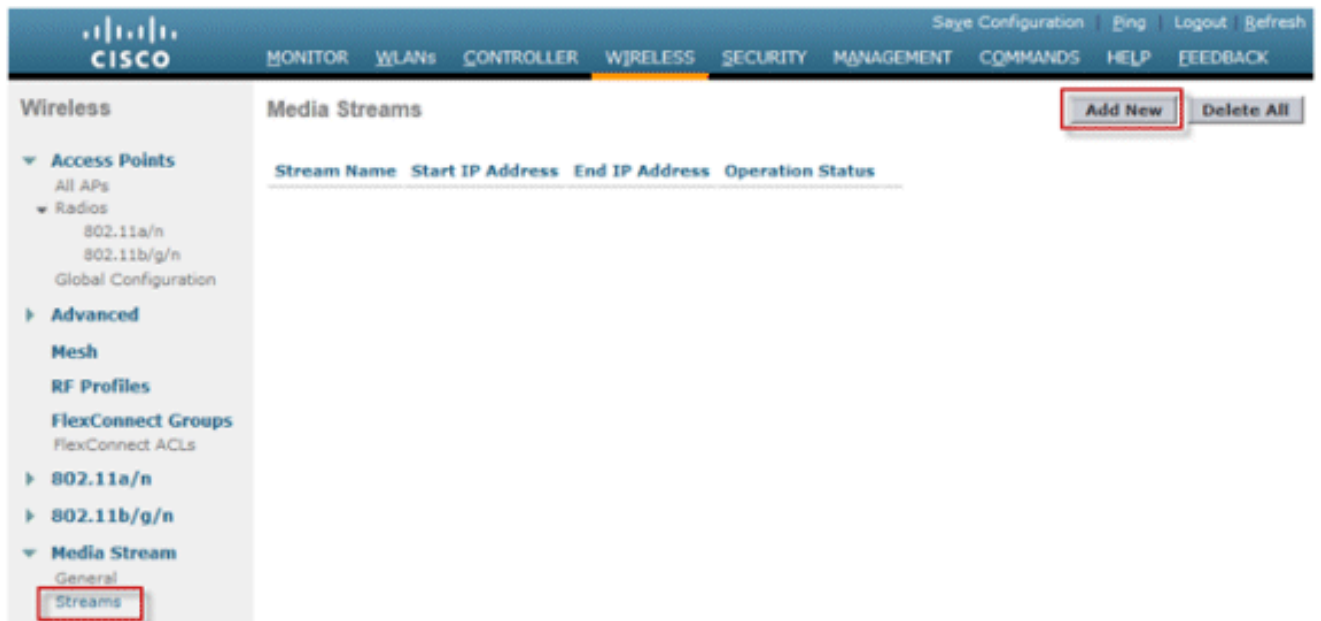 Save Configuration | Ping | Logout | Refresh
CISCO
MONITOR WLANs CONTROLLER WIRELESS SECURITY MANAGEMENT COMMANDS HELP FEEDBACK
Wireless
Access Points
All APs
Radios
802.11a/n
802.11b/g/n
Global Configuration
Advanced
Mesh
RF Profiles
FlexConnect Groups
FlexConnect ACLs
802.11a/n
802.11b/g/n
Media Stream
General
Streams
Media Streams
Add New Delete All
Stream Name Start IP Address End IP Address Operation Status